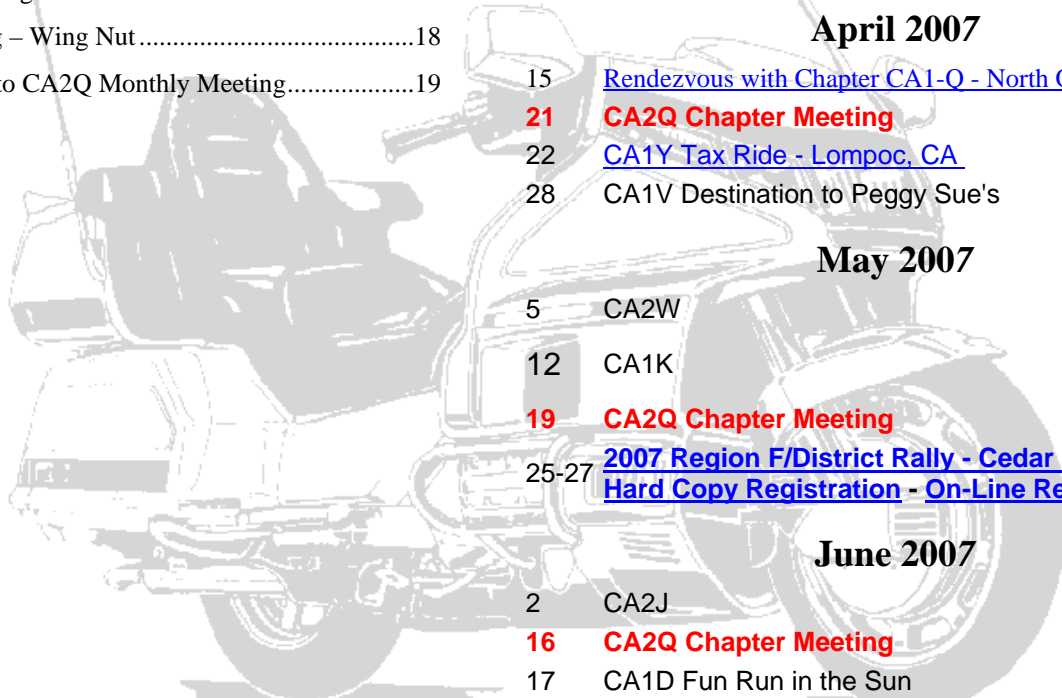 – Wing Nut.......................................18
to CA2Q Monthly Meeting..................19
April 2007
15 Rendezvous with Chapter CA1-Q - North
21 CA2Q Chapter Meeting
22 CA1Y Tax Ride - Lompoc, CA
28 CA1V Destination to Peggy Sue's
May 2007
5 CA2W
12 CA1K
19 CA2Q Chapter Meeting
25-27 2007 Region F/District Rally - Cedar
Hard Copy Registration - On-Line
June 2007
2 CA2J
16 CA2Q Chapter Meeting
17 CA1D Fun Run in the Sun